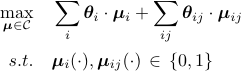 max_{𝝁∈𝒞} ∑_i 𝜽_i · 𝝁_i + ∑_{ij} 𝜽_{ij} · 𝝁_{ij}
s.t. 𝝁_i(·), 𝝁_{ij}(·) ∈ {0, 1}